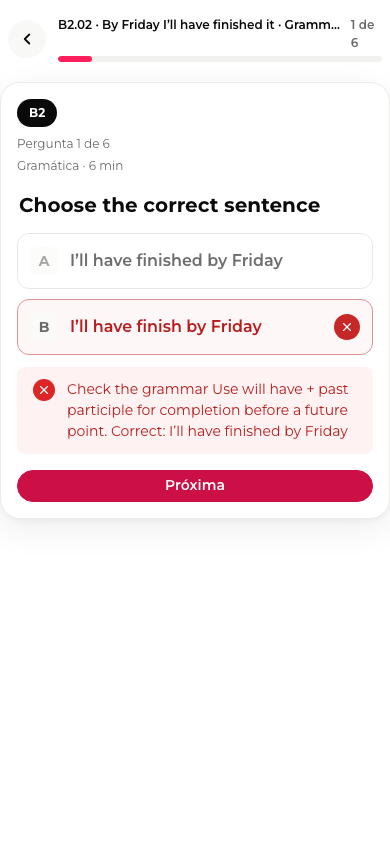 B2.02 · By Friday I’ll have finished it · Gramm...
1 de
6
B2
Pergunta 1 de 6
Gramática · 6 min
Choose the correct sentence
A I’ll have finished by Friday
B I’ll have finish by Friday
Check the grammar Use will have + past
participle for completion before a future
point. Correct: I’ll have finished by Friday
Próxima